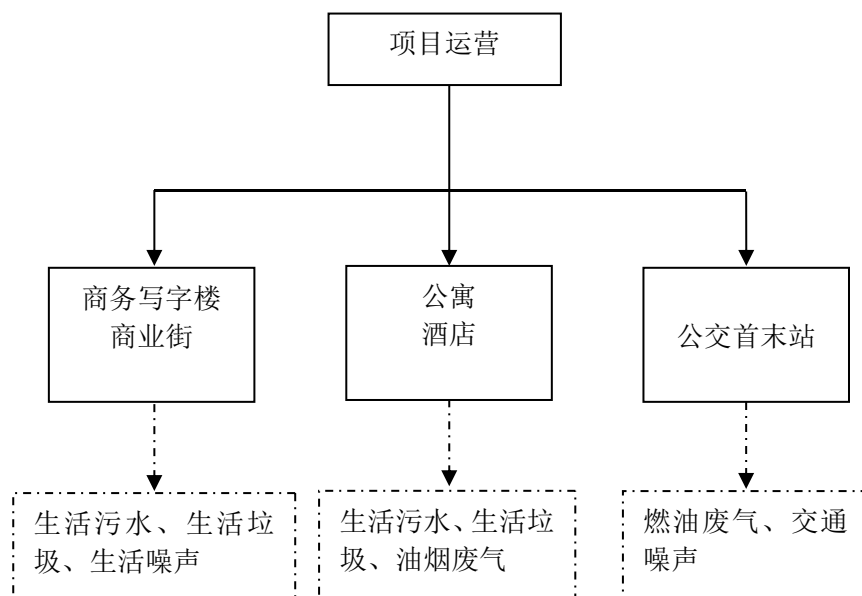 项目运营
商务写字楼
商业街
公寓
酒店
公交首末站
生活污水、生活垃
圾、生活噪声
生活污水、生活垃
圾、油烟废气
燃油废气、交通
噪声